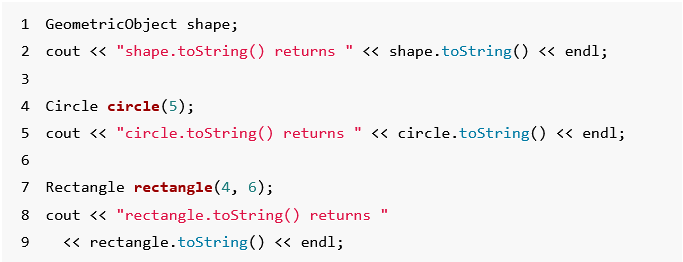 1 GeometricObject shape;
2 cout << "shape.toString() returns " << shape.toString() << endl;
3
4 Circle circle(5);
5 cout << "circle.toString() returns " << circle.toString() << endl;
6
7 Rectangle rectangle(4, 6);
8 cout << "rectangle.toString() returns "
9   << rectangle.toString() << endl;